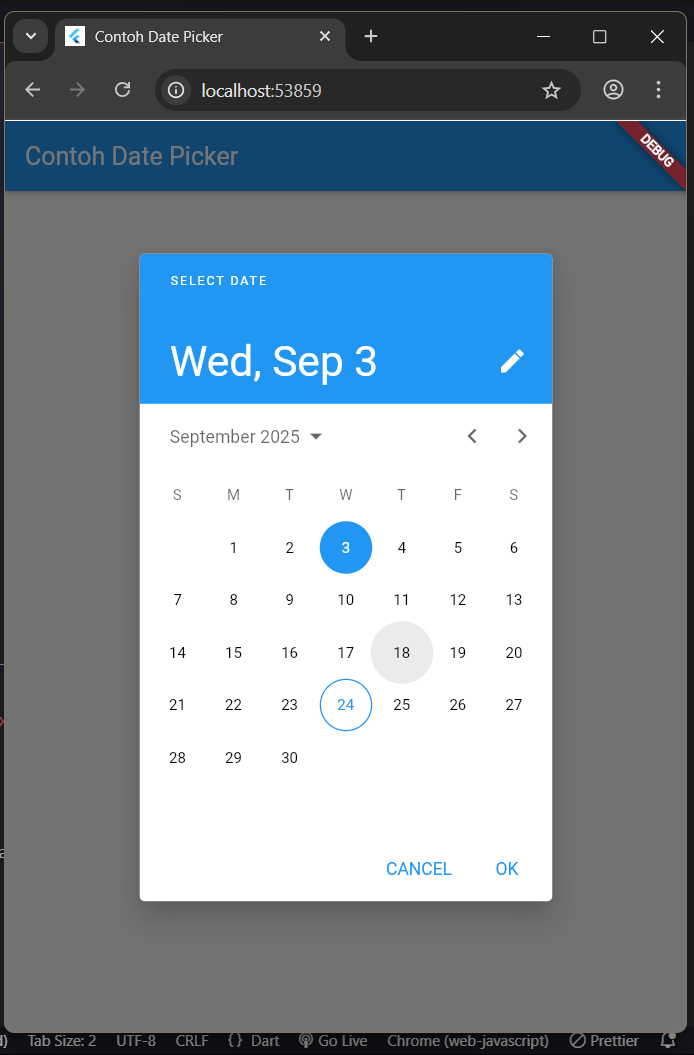 Contoh Date Picker
localhost:53859
Contoh Date Picker
DEBUG
SELECT DATE
Wed, Sep 3
September 2025
S M T W T F S
1 2 3 4 5 6
7 8 9 10 11 12 13
14 15 16 17 18 19 20
21 22 23 24 25 26 27
28 29 30
CANCEL OK
Tab Size: 2 UTF-8 CRLF {} Dart Go Live Chrome (web-javascript) Prettier